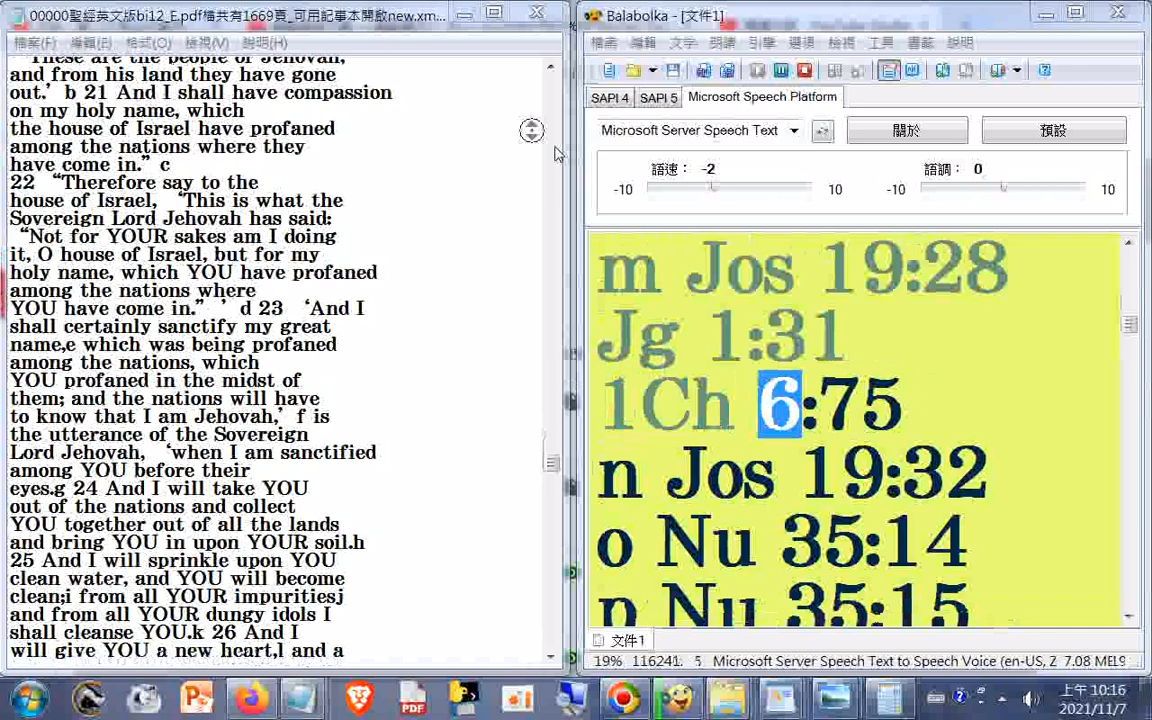 00000聖經英文版bi12_E.pdf檔共有1669頁_可用記事本開啟new.xm...
檔案(F) 編輯(E) 格式(O) 檢視(V) 說明(H)
“These are the people of Jehovah,
and from his land they have gone
out.’ b 21 And I shall have compassion
on my holy name, which
the house of Israel have profaned
among the nations where they
have come in.” c
22 “Therefore say to the
house of Israel, ‘This is what the
Sovereign Lord Jehovah has said:
“Not for YOUR sakes am I doing
it, O house of Israel, but for my
holy name, which YOU have profaned
among the nations where
YOU have come in.” ’ d 23 ‘And I
shall certainly sanctify my great
name,e which was being profaned
among the nations, which
YOU profaned in the midst of
them; and the nations will have
to know that I am Jehovah,’ f is
the utterance of the Sovereign
Lord Jehovah, ‘when I am sanctified
among YOU before their
eyes.g 24 And I will take YOU
out of the nations and collect
YOU together out of all the lands
and bring YOU in upon YOUR soil.h
25 And I will sprinkle upon YOU
clean water, and YOU will become
clean;i from all YOUR impuritiesj
and from all YOUR dungy idols I
shall cleanse YOU.k 26 And I
will give YOU a new heart,l and a
Balabolka - [文件1]
檔案 編輯 文字 朗讀 引擎 選項 檢視 工具 書籤 說明
SAPI 4 SAPI 5 Microsoft Speech Platform
Microsoft Server Speech Text 關於 預設
語速： -2 語調： 0
-10 10 -10 10
m Jos 19:28
Jg 1:31
1Ch 6:75
n Jos 19:32
o Nu 35:14
p Nu 35:15
文件1
19% 116241. 5 Microsoft Server Speech Text to Speech Voice (en-US, Z 7.08 ME
PDF
上午 10:16
2021/11/7